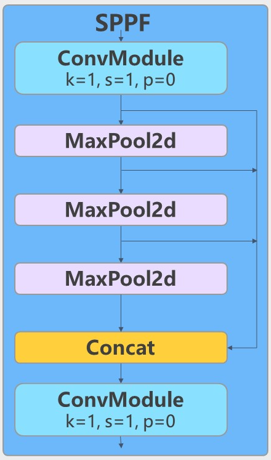 SPPF
ConvModule
k=1, s=1, p=0
MaxPool2d
MaxPool2d
MaxPool2d
Concat
ConvModule
k=1, s=1, p=0